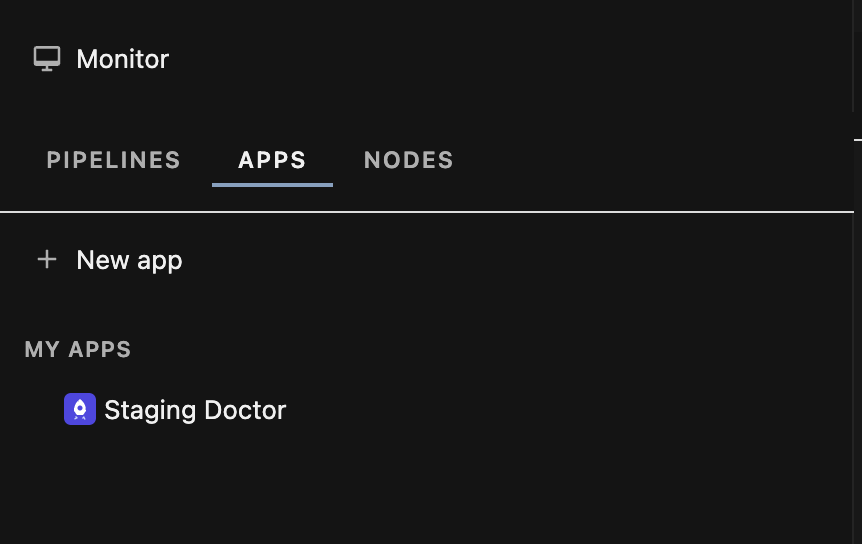 Monitor
PIPELINES APPS NODES
New app
MY APPS
Staging Doctor